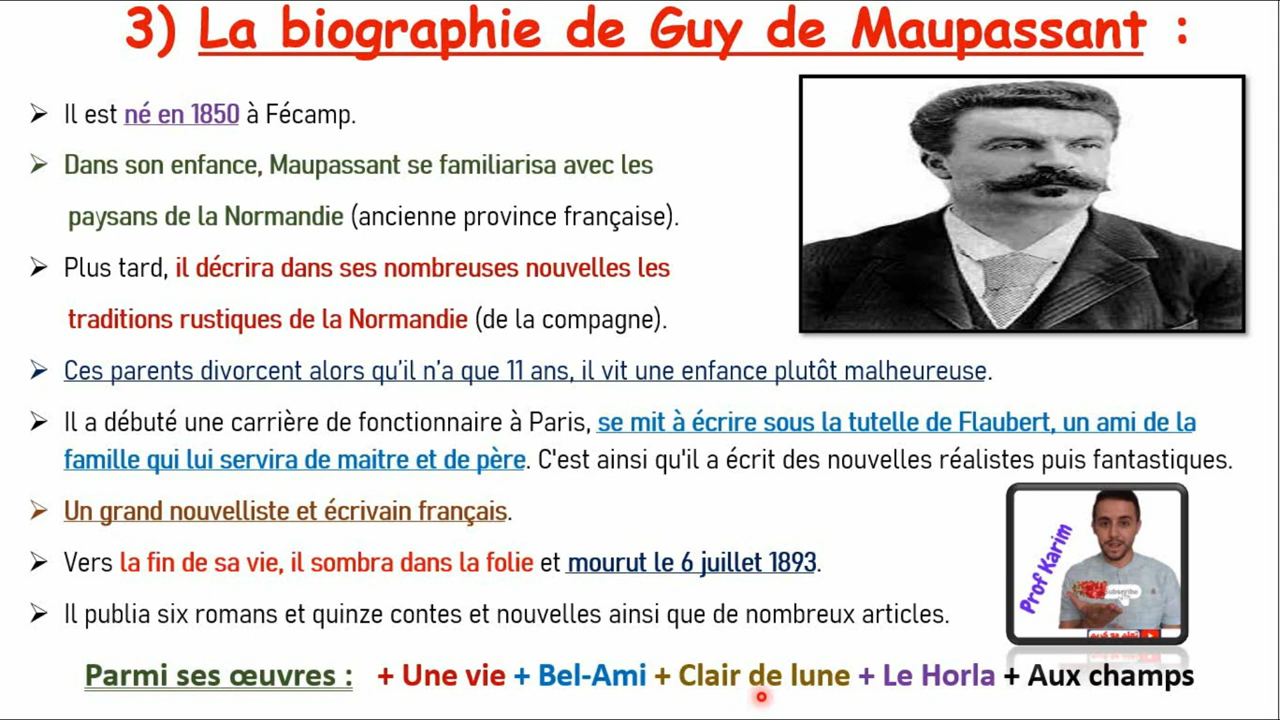 3) La biographie de Guy de Maupassant :
➢ Il est né en 1850 à Fécamp.
➢ Dans son enfance, Maupassant se familiarisa avec les
paysans de la Normandie (ancienne province française).
➢ Plus tard, il décrira dans ses nombreuses nouvelles les
traditions rustiques de la Normandie (de la compagne).
➢ Ces parents divorcent alors qu'il n'a que 11 ans, il vit une enfance plutôt malheureuse.
➢ Il a débuté une carrière de fonctionnaire à Paris, se mit à écrire sous la tutelle de Flaubert, un ami de la
famille qui lui servira de maitre et de père. C'est ainsi qu'il a écrit des nouvelles réalistes puis fantastiques.
➢ Un grand nouvelliste et écrivain français.
➢ Vers la fin de sa vie, il sombra dans la folie et mourut le 6 juillet 1893.
➢ Il publia six romans et quinze contes et nouvelles ainsi que de nombreux articles.
Prof Karim
Subscribe
Parmi ses œuvres : + Une vie + Bel-Ami + Clair de lune + Le Horla + Aux champs